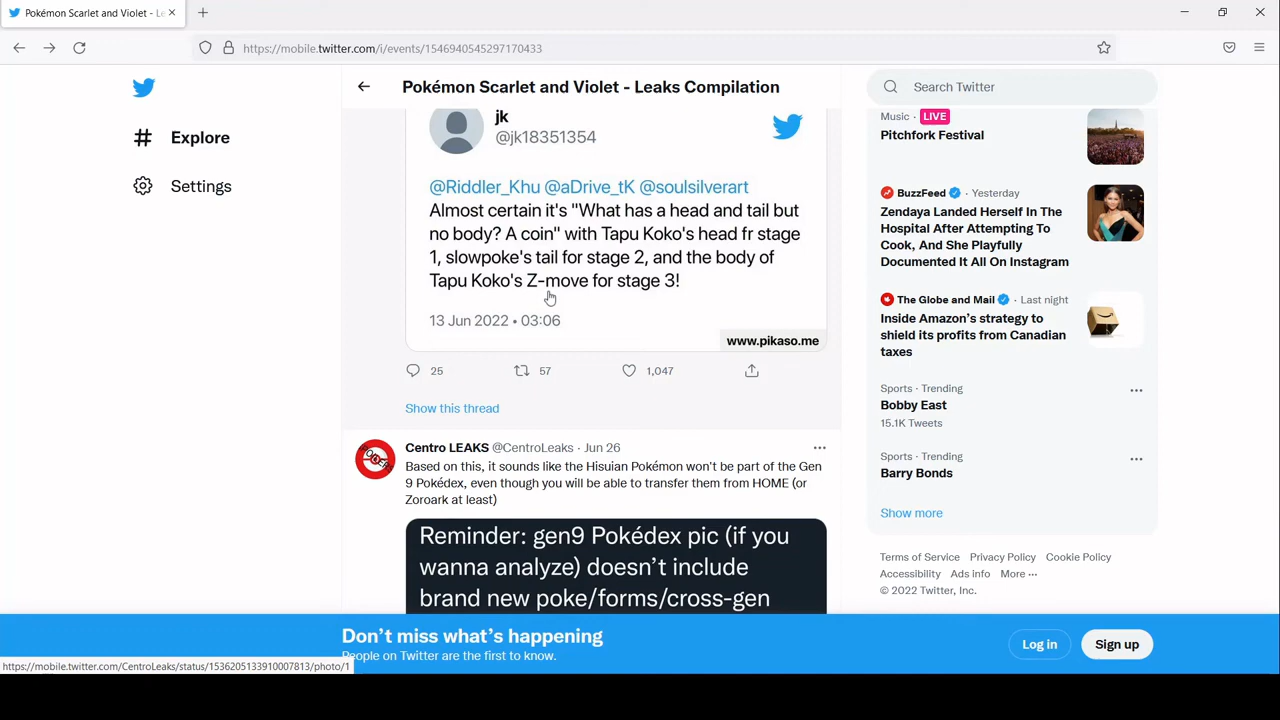 Pokémon Scarlet and Violet - Le
https://mobile.twitter.com/i/events/1546940545297170433
Explore
Settings
Pokémon Scarlet and Violet - Leaks Compilation
jk
@jk18351354
@Riddler_Khu @aDrive_tK @soulsilverart
Almost certain it's "What has a head and tail but
no body? A coin" with Tapu Koko's head fr stage
1, slowpoke's tail for stage 2, and the body of
Tapu Koko's Z-move for stage 3!
13 Jun 2022 • 03:06
www.pikaso.me
25 57 1,047
Show this thread
Centro LEAKS @CentroLeaks · Jun 26
Based on this, it sounds like the Hisuian Pokémon won't be part of the Gen
9 Pokédex, even though you will be able to transfer them from HOME (or
Zoroark at least)
Reminder: gen9 Pokédex pic (if you
wanna analyze) doesn't include
brand new poke/forms/cross-gen
Search Twitter
Music · LIVE
Pitchfork Festival
BuzzFeed · Yesterday
Zendaya Landed Herself In The
Hospital After Attempting To
Cook, And She Playfully
Documented It All On Instagram
The Globe and Mail · Last night
Inside Amazon's strategy to
shield its profits from Canadian
taxes
Sports · Trending
Bobby East
15.1K Tweets
Sports · Trending
Barry Bonds
Show more
Terms of Service Privacy Policy Cookie Policy
Accessibility Ads info More ···
© 2022 Twitter, Inc.
Don't miss what's happening
People on Twitter are the first to know.
Log in
Sign up
https://mobile.twitter.com/CentroLeaks/status/1536205133910007813/photo/1